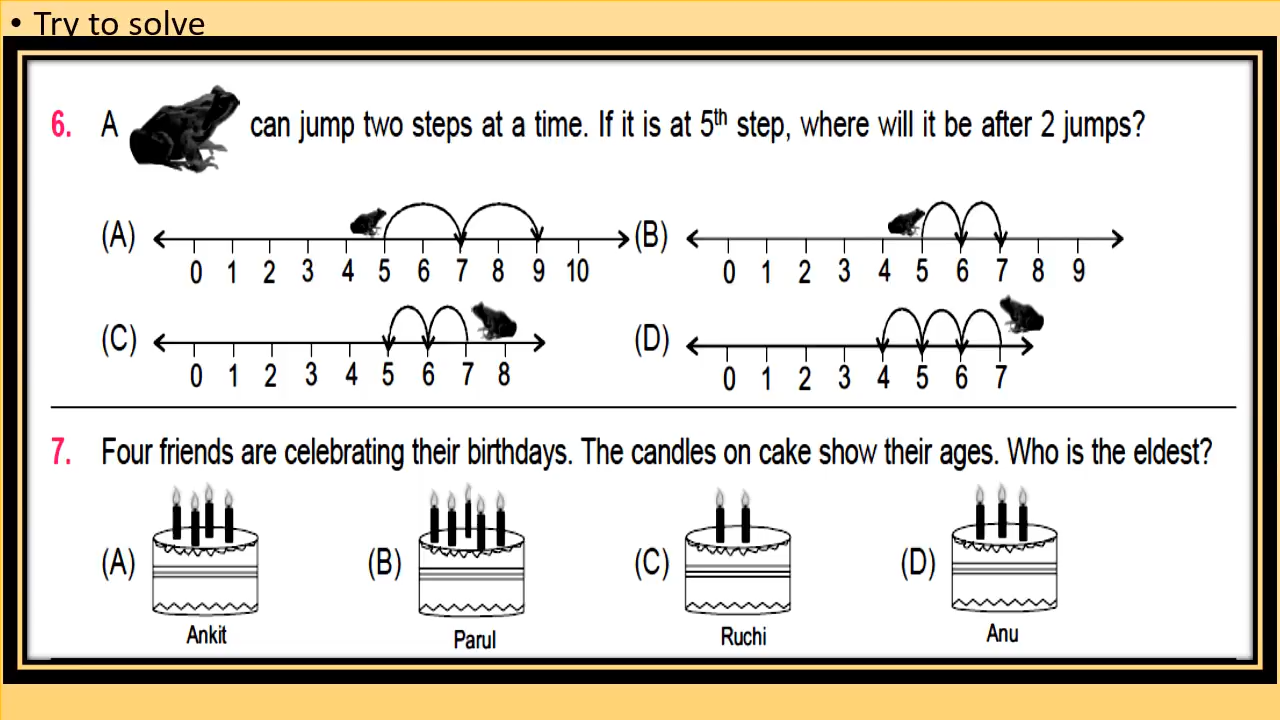 • Try to solve
6. A can jump two steps at a time. If it is at 5th step, where will it be after 2 jumps?
(A) 0 1 2 3 4 5 6 7 8 9 10
(B) 0 1 2 3 4 5 6 7 8 9
(C) 0 1 2 3 4 5 6 7 8
(D) 0 1 2 3 4 5 6 7
7. Four friends are celebrating their birthdays. The candles on cake show their ages. Who is the eldest?
(A) Ankit
(B) Parul
(C) Ruchi
(D) Anu